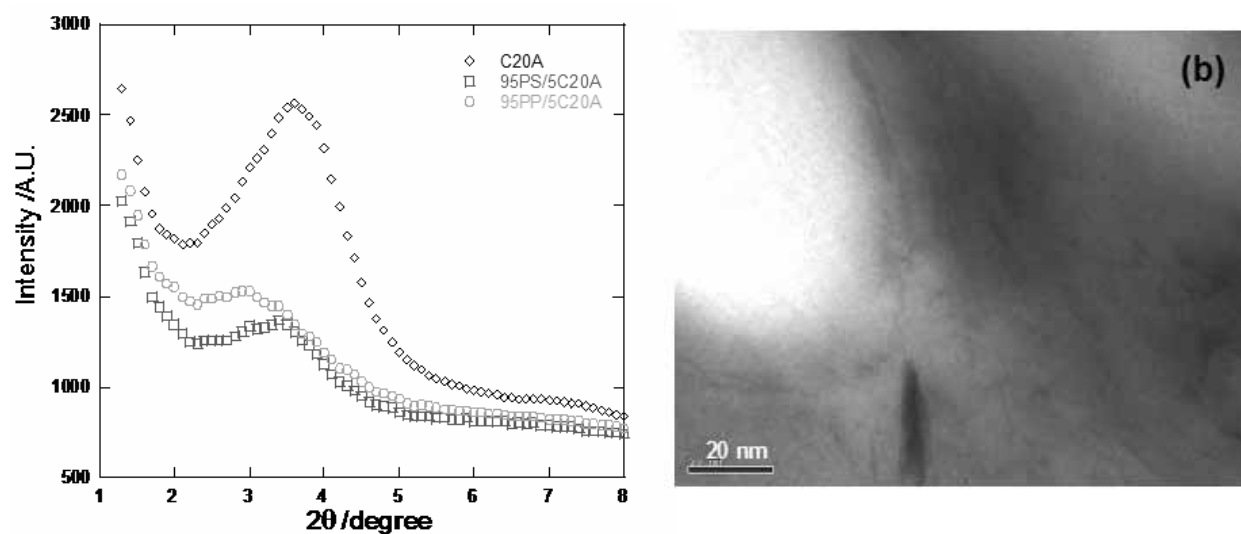 3000
2500
2000
1500
1000
500
Intensity /A.U.
1 2 3 4 5 6 7 8
2θ /degree
C20A
95PS/5C20A
95PP/5C20A
(b)
20 nm